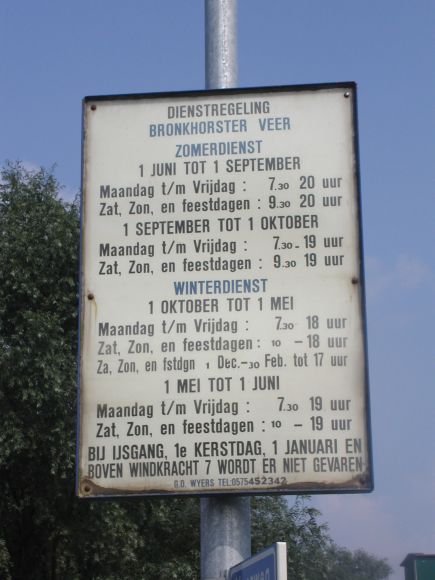 DIENSTREGELING
BRONKHORSTER VEER
ZOMERDIENST
1 JUNI TOT 1 SEPTEMBER
Maandag t/m Vrijdag : 7.30 20 uur
Zat, Zon, en feestdagen : 9.30 20 uur
1 SEPTEMBER TOT 1 OKTOBER
Maandag t/m Vrijdag : 7.30 - 19 uur
Zat, Zon, en feestdagen : 9.30 19 uur
WINTERDIENST
1 OKTOBER TOT 1 MEI
Maandag t/m Vrijdag : 7.30 - 18 uur
Zat, Zon, en feestdagen : 10 - 18 uur
Za, Zon, en fstdgn 1 Dec.-30 Feb. tot 17 uur
1 MEI TOT 1 JUNI
Maandag t/m Vrijdag : 7.30 19 uur
Zat, Zon, en feestdagen : 10 - 19 uur
BIJ IJSGANG, 1e KERSTDAG, 1 JANUARI EN
BOVEN WINDKRACHT 7 WORDT ER NIET GEVAREN
G.D. WYERS TEL:0575452342